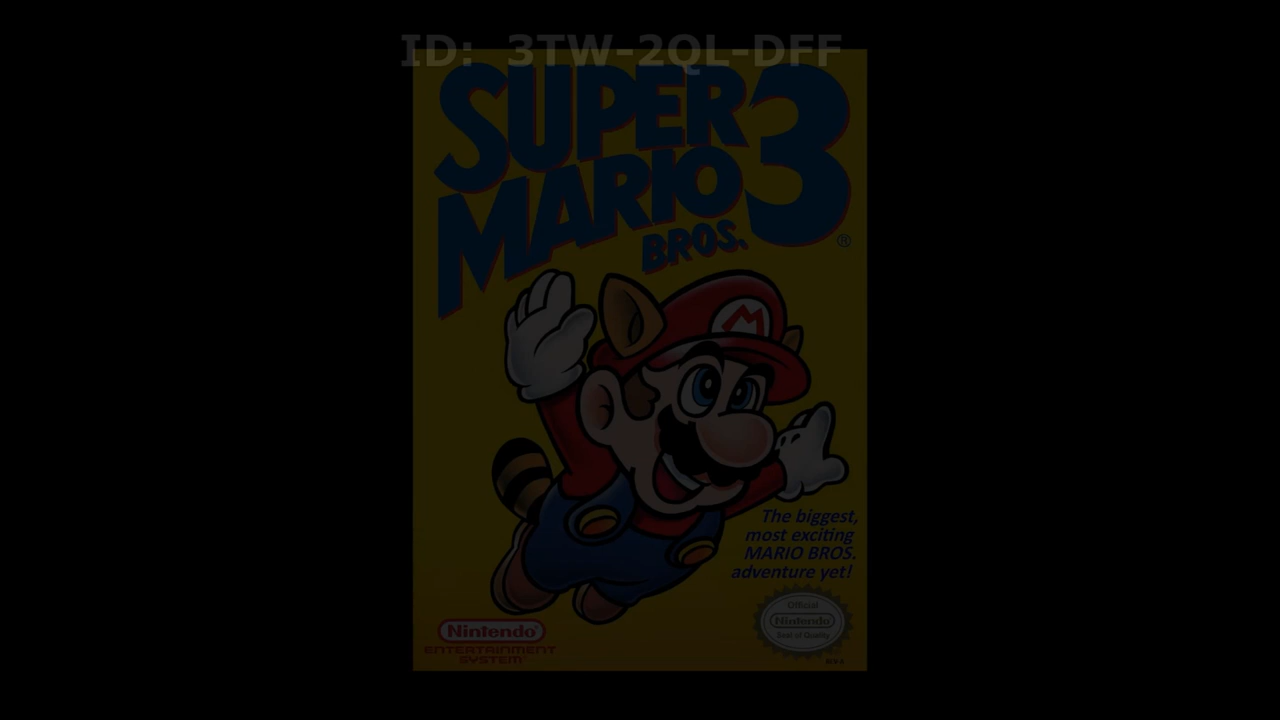 ID: 3TW-2QL-DFF
SUPER
MARIO
BROS. 3
®
The biggest,
most exciting
MARIO BROS.
adventure yet!
Official
Nintendo
Seal of Quality
Nintendo®
ENTERTAINMENT
SYSTEM™